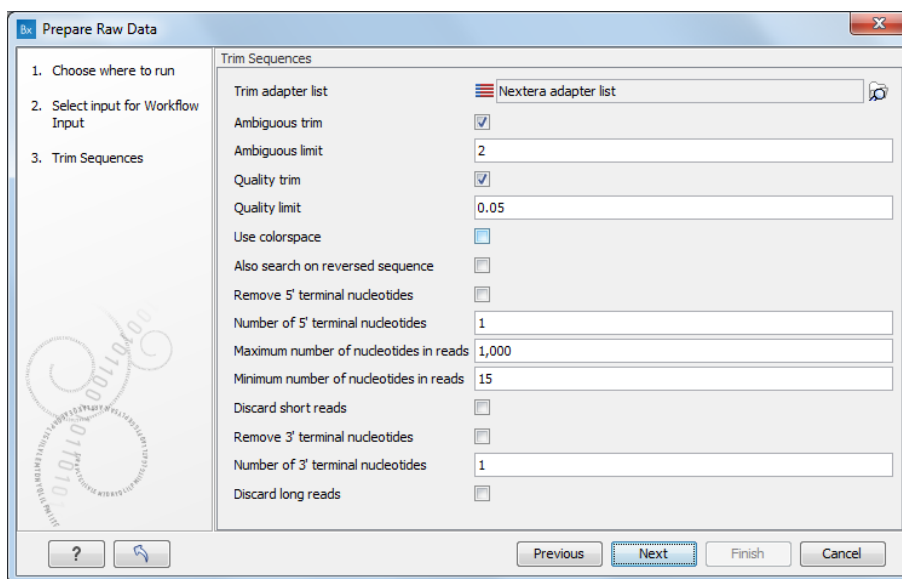 Bx Prepare Raw Data
1. Choose where to run
2. Select input for Workflow
Input
3. Trim Sequences
Trim Sequences
Trim adapter list Nextera adapter list
Ambiguous trim
Ambiguous limit 2
Quality trim
Quality limit 0.05
Use colorspace
Also search on reversed sequence
Remove 5' terminal nucleotides
Number of 5' terminal nucleotides 1
Maximum number of nucleotides in reads 1,000
Minimum number of nucleotides in reads 15
Discard short reads
Remove 3' terminal nucleotides
Number of 3' terminal nucleotides 1
Discard long reads
? Previous Next Finish Cancel